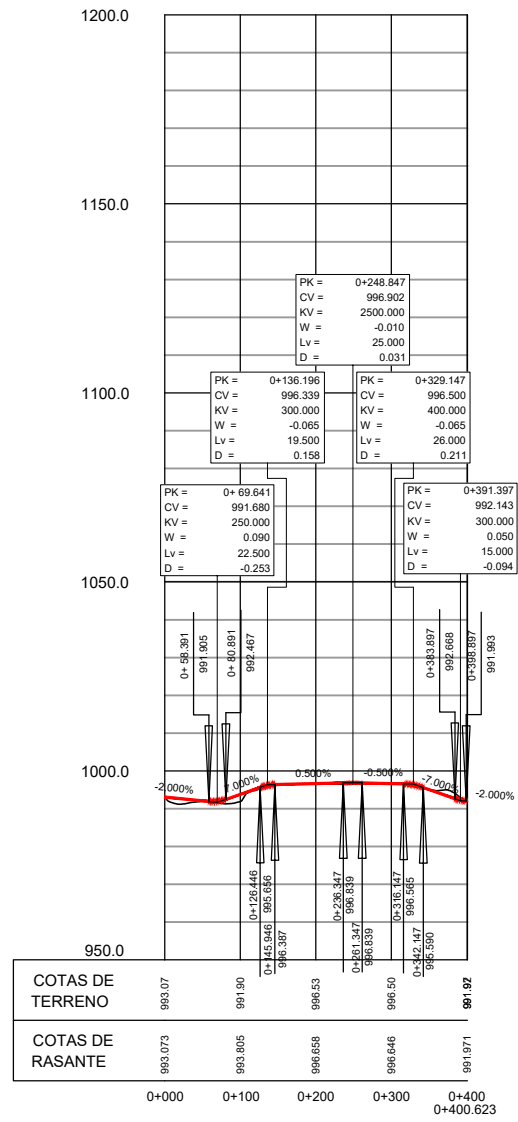 1200.0
1150.0
PK = 0+248.847
CV = 996.902
KV = 2500.000
W = -0.010
Lv = 25.000
D = 0.031
1100.0
PK = 0+136.196
CV = 996.339
KV = 300.000
W = -0.065
Lv = 19.500
D = 0.158
PK = 0+329.147
CV = 996.500
KV = 400.000
W = -0.065
Lv = 26.000
D = 0.211
PK = 0+ 69.641
CV = 991.680
KV = 250.000
W = 0.090
Lv = 22.500
D = -0.253
PK = 0+391.397
CV = 992.143
KV = 300.000
W = 0.050
Lv = 15.000
D = -0.094
1050.0
0+ 58.391
991.905
0+ 80.891
992.467
0+383.897
992.668
0+398.897
991.993
1000.0
-2.000%
7.000%
0.500%
-0.500%
-7.000%
-2.000%
0+126.446
995.656
0+145.946
996.387
0+236.347
996.839
0+261.347
996.839
0+316.147
996.565
0+342.147
995.590
950.0
COTAS DE
TERRENO
993.07
991.90
996.53
996.50
COTAS DE
RASANTE
993.073
993.805
996.658
996.646
991.971
0+000 0+100 0+200 0+300 0+400
0+400.623